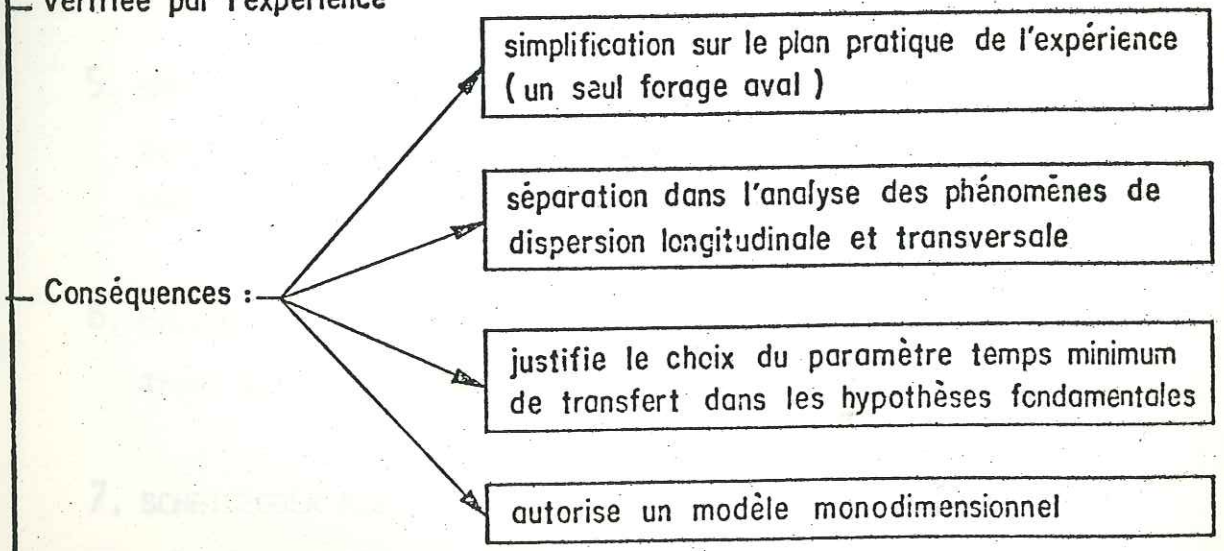 vérifiée par l'expérience
simplification sur le plan pratique de l'expérience
( un seul forage aval )
séparation dans l'analyse des phénomènes de
dispersion longitudinale et transversale
Conséquences :
justifie le choix du paramètre temps minimum
de transfert dans les hypothèses fondamentales
autorise un modèle monodimensionnel